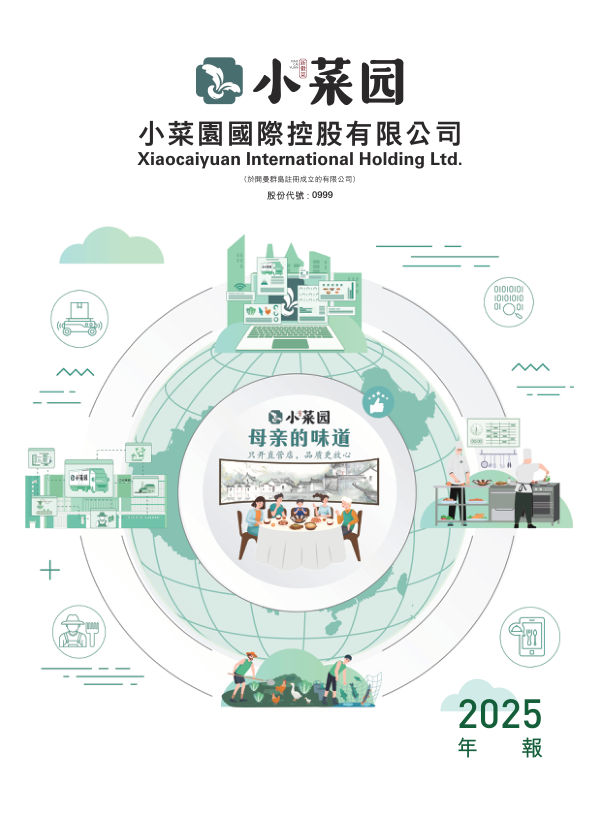 小菜园
小菜園國際控股有限公司
Xiaocaiyuan International Holding Ltd.
（於開曼群島註冊成立的有限公司）
股份代號 : 0999
小菜园
母亲的味道
只开直营店，品质更放心
2025
年 報